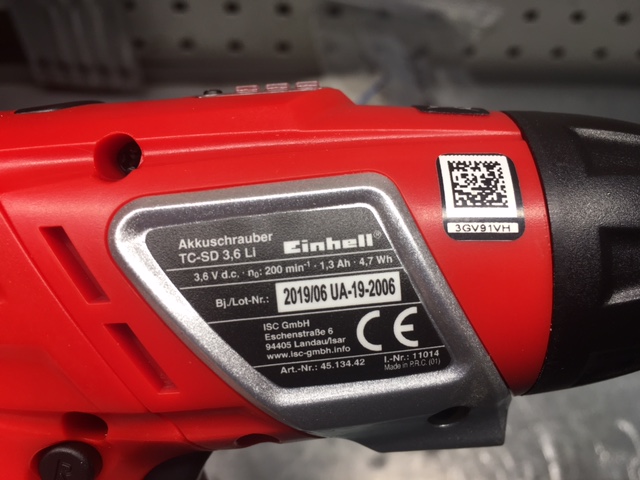 3GV91VH
Akkuschrauber
TC-SD 3,6 Li
Einhell®
3,6 V d.c. · n₀: 200 min⁻¹ · 1,3 Ah · 4,7 Wh
Bj./Lot-Nr.: 2019/06 UA-19-2006
ISC GmbH
Eschenstraße 6
94405 Landau/Isar
www.isc-gmbh.info
CE
Art.-Nr.: 45.134.42
I.-Nr.: 11014
Made in P.R.C (01)